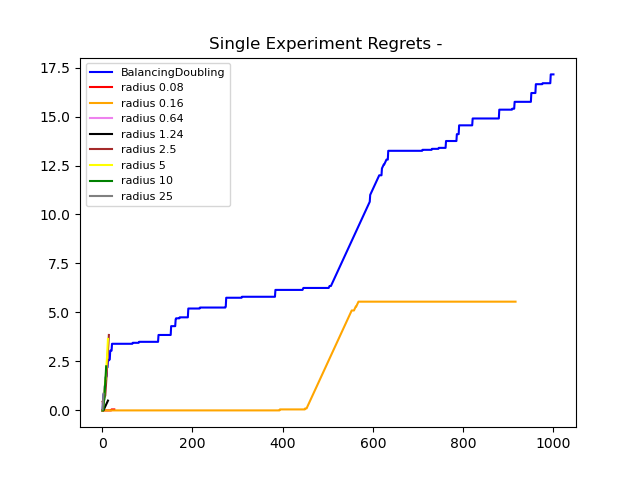 Single Experiment Regrets -
17.5
15.0
12.5
10.0
7.5
5.0
2.5
0.0
BalancingDoubling
radius 0.08
radius 0.16
radius 0.64
radius 1.24
radius 2.5
radius 5
radius 10
radius 25
0 200 400 600 800 1000